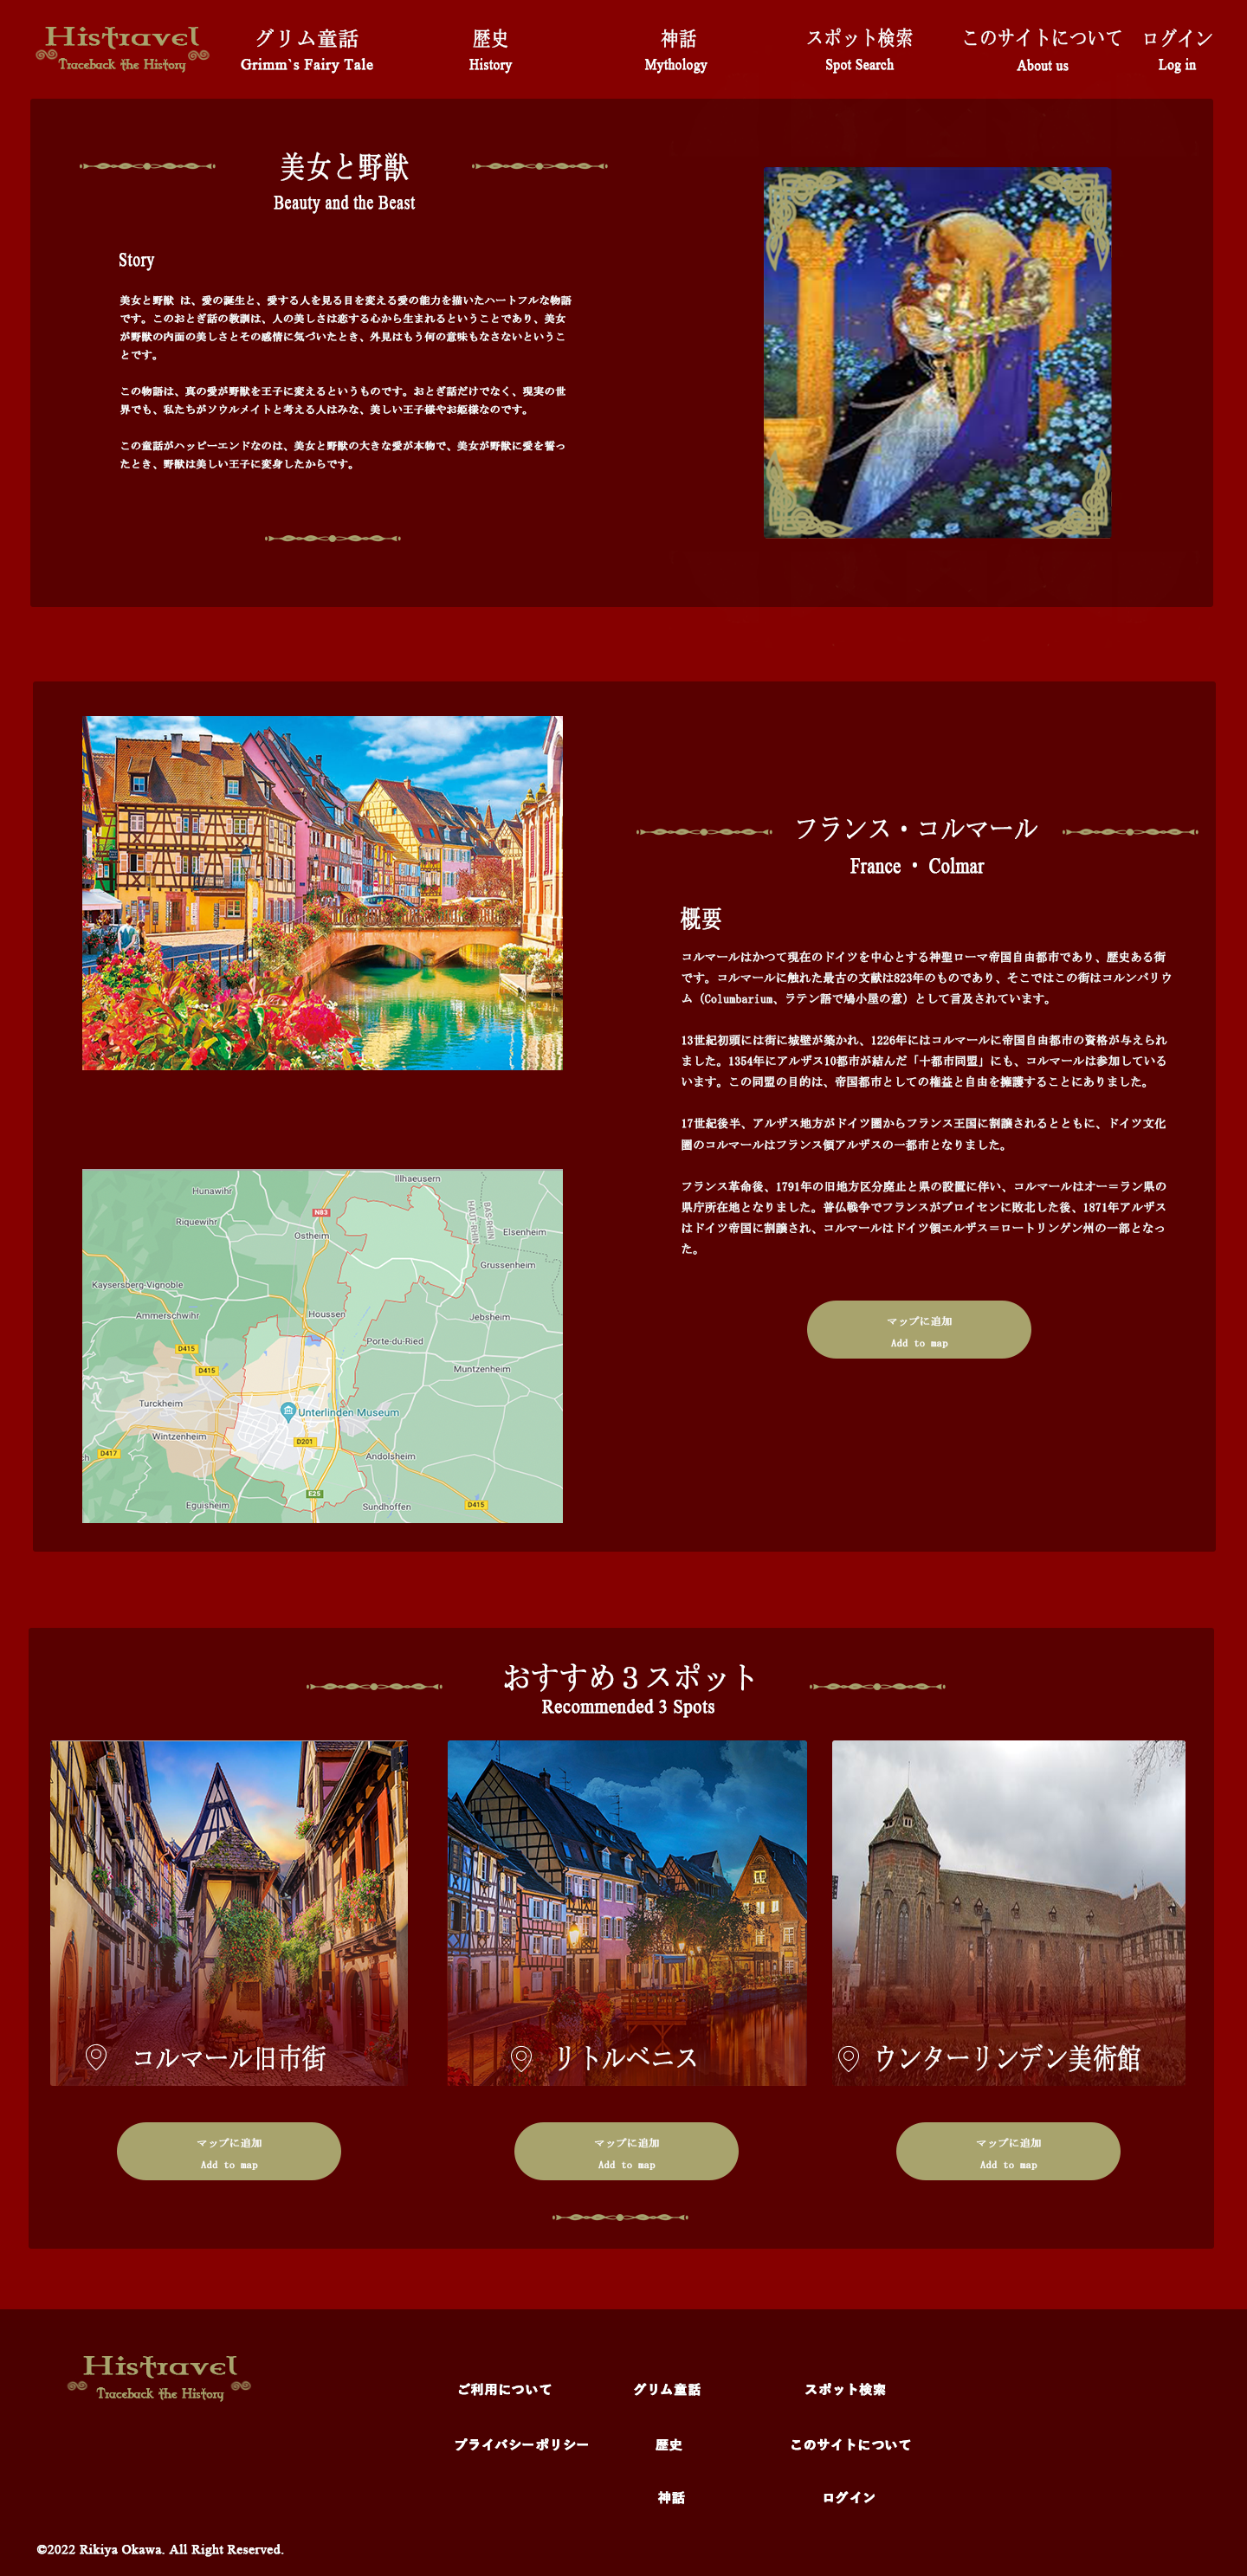 Histravel
Traceback the History
グリム童話
Grimm`s Fairy Tale
歴史
History
神話
Mythology
スポット検索
Spot Search
このサイトについて
About us
ログイン
Log in
美女と野獣
Beauty and the Beast
Story
美女と野獣 は、愛の誕生と、愛する人を見る目を変える愛の能力を描いたハートフルな物語
です。このおとぎ話の教訓は、人の美しさは恋する心から生まれるということであり、美女
が野獣の内面の美しさとその感情に気づいたとき、外見はもう何の意味もなさないというこ
とです。
この物語は、真の愛が野獣を王子に変えるというものです。おとぎ話だけでなく、現実の世
界でも、私たちがソウルメイトと考える人はみな、美しい王子様やお姫様なのです。
この童話がハッピーエンドなのは、美女と野獣の大きな愛が本物で、美女が野獣に愛を誓っ
たとき、野獣は美しい王子に変身したからです。
フランス・コルマール
France ・ Colmar
概要
コルマールはかつて現在のドイツを中心とする神聖ローマ帝国自由都市であり、歴史ある街
です。コルマールに触れた最古の文献は823年のものであり、そこではこの街はコルンバリウ
ム（Columbarium、ラテン語で鳩小屋の意）として言及されています。
13世紀初頭には街に城壁が築かれ、1226年にはコルマールに帝国自由都市の資格が与えられ
ました。1354年にアルザス10都市が結んだ「十都市同盟」にも、コルマールは参加している
います。この同盟の目的は、帝国都市としての権益と自由を擁護することにありました。
17世紀後半、アルザス地方がドイツ圏からフランス王国に割譲されるとともに、ドイツ文化
圏のコルマールはフランス領アルザスの一都市となりました。
フランス革命後、1791年の旧地方区分廃止と県の設置に伴い、コルマールはオー＝ラン県の
県庁所在地となりました。普仏戦争でフランスがプロイセンに敗北した後、1871年アルザス
はドイツ帝国に割譲され、コルマールはドイツ領エルザス＝ロートリンゲン州の一部となっ
た。
マップに追加
Add to map
Illhaeusern
Hunawihr
N83
Riquewihr
Ostheim
BAS-RHIN
HAUT-RHIN
Elsenheim
Grussenheim
Kaysersberg-Vignoble
Ammerschwihr
Houssen
Jebsheim
Porte-du-Ried
D415
D415
Muntzenheim
Turckheim
Unterlinden Museum
Wintzenheim
D201
D417
Andolsheim
E25
Eguisheim
Sundhoffen
D415
おすすめ３スポット
Recommended 3 Spots
コルマール旧市街
リトルベニス
ウンターリンデン美術館
マップに追加
Add to map
マップに追加
Add to map
マップに追加
Add to map
Histravel
Traceback the History
ご利用について
グリム童話
スポット検索
プライバシーポリシー
歴史
このサイトについて
神話
ログイン
©2022 Rikiya Okawa. All Right Reserved.